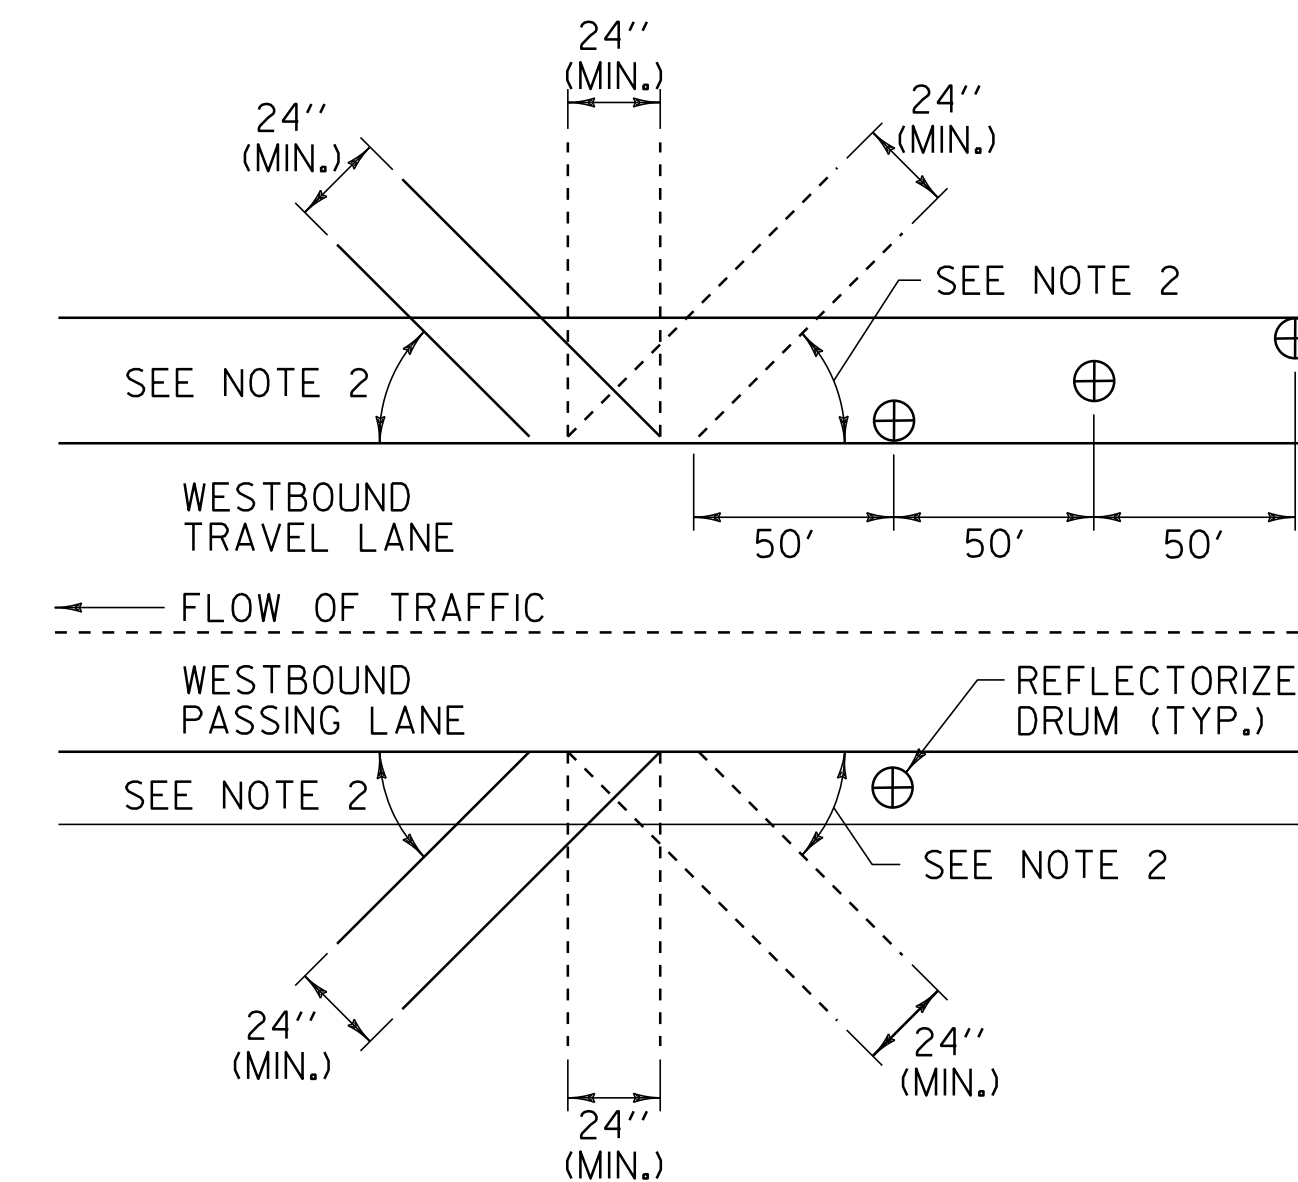 24''
(MIN.)
24''
(MIN.)
24''
(MIN.)
SEE NOTE 2
SEE NOTE 2
WESTBOUND
TRAVEL LANE
50'
50'
50'
FLOW OF TRAFFIC
WESTBOUND
PASSING LANE
REFLECTORIZE
DRUM (TYP.)
SEE NOTE 2
SEE NOTE 2
24''
(MIN.)
24''
(MIN.)
24''
(MIN.)